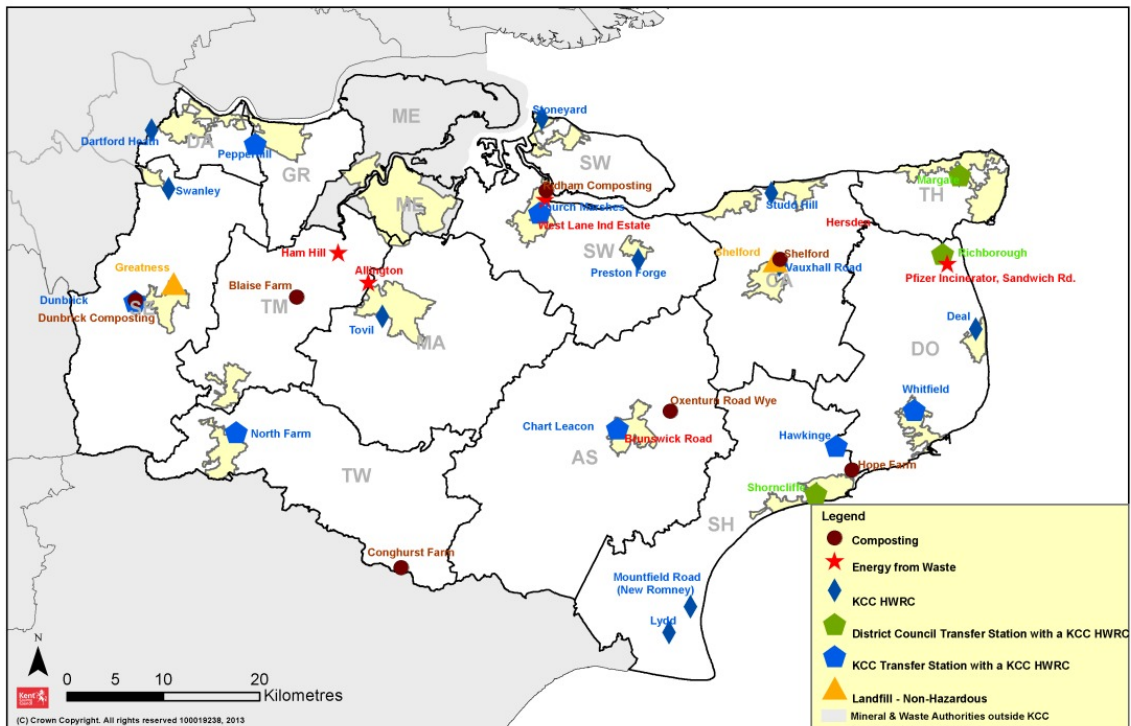 ME
Stoneyard
Dartford Heath
DA
Pepperhill
SW
GR
Swanley
Margate
TH
Rydham Composting
Church Marshes
West Lane Ind Estate
Studd Hill
ME
Hersden
SW
Ham Hill
Shelford
Shelford
Richborough
Greatness
Allington
Preston Forge
Vauxhall Road
CA
Pfizer Incinerator, Sandwich Rd.
Blaise Farm
TM
Dunbrick
SE
Dunbrick Composting
Tovil
MA
Deal
DO
Whitfield
Oxenturn Road Wye
Chart Leacon
Brunswick Road
North Farm
Hawkinge
AS
TW
Hope Farm
Shorncliffe
SH
Conghurst Farm
Mountfield Road
(New Romney)
Lydd
Legend
Composting
Energy from Waste
KCC HWRC
District Council Transfer Station with a KCC HWRC
KCC Transfer Station with a KCC HWRC
Landfill - Non-Hazardous
Mineral & Waste Authorities outside KCC
N
0 5 10 20
Kilometres
Kent
(C) Crown Copyright. All rights reserved 100019238, 2013